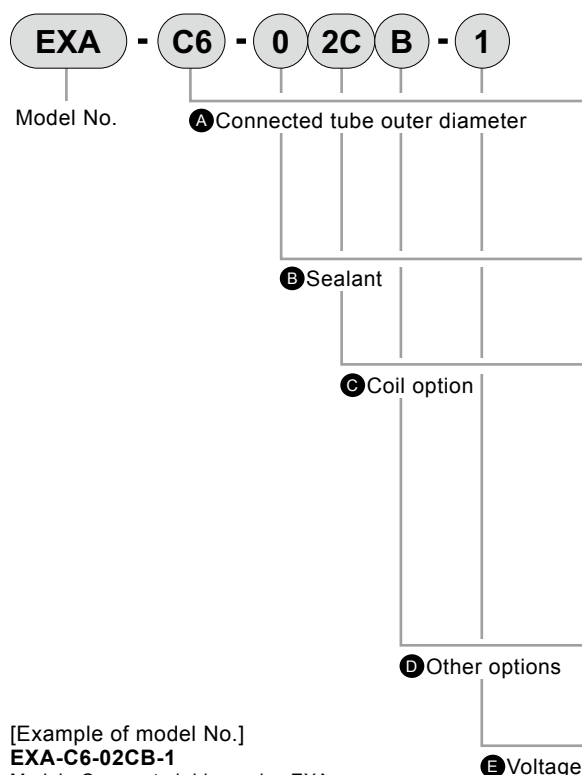 EXA - C6 - 0 2C B - 1
Model No.
A Connected tube outer diameter
B Sealant
C Coil option
D Other options
E Voltage
[Example of model No.]
EXA-C6-02CB-1